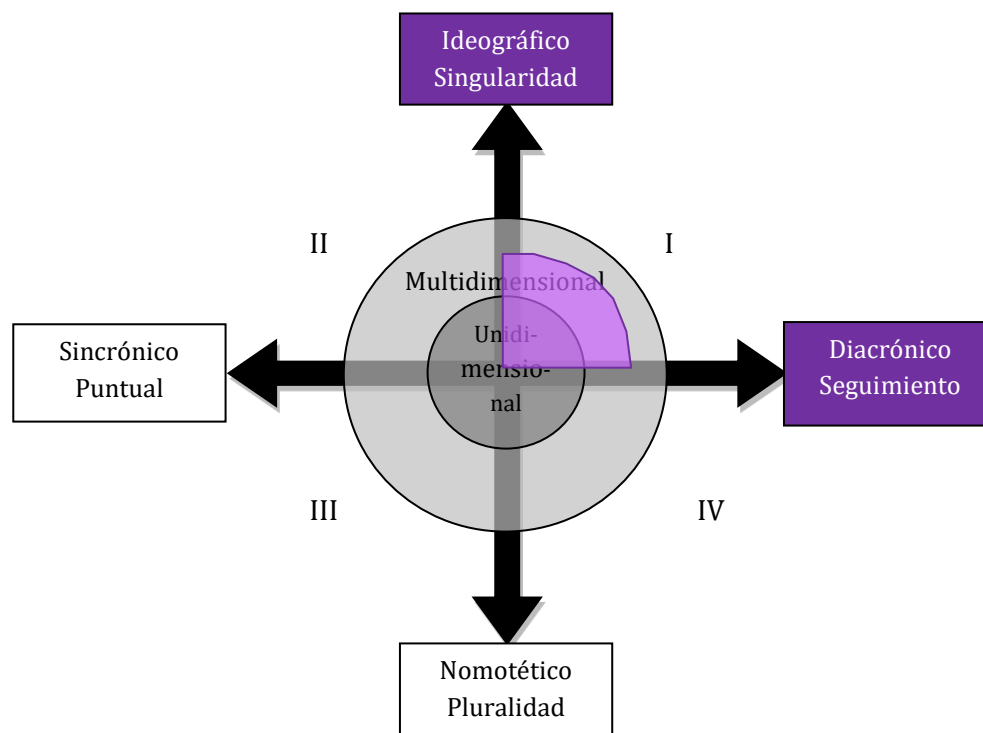 Ideográfico
Singularidad
II
I
Multidimensional
Unidi-
mensio-
nal
Sincrónico
Puntual
Diacrónico
Seguimiento
III
IV
Nomotético
Pluralidad